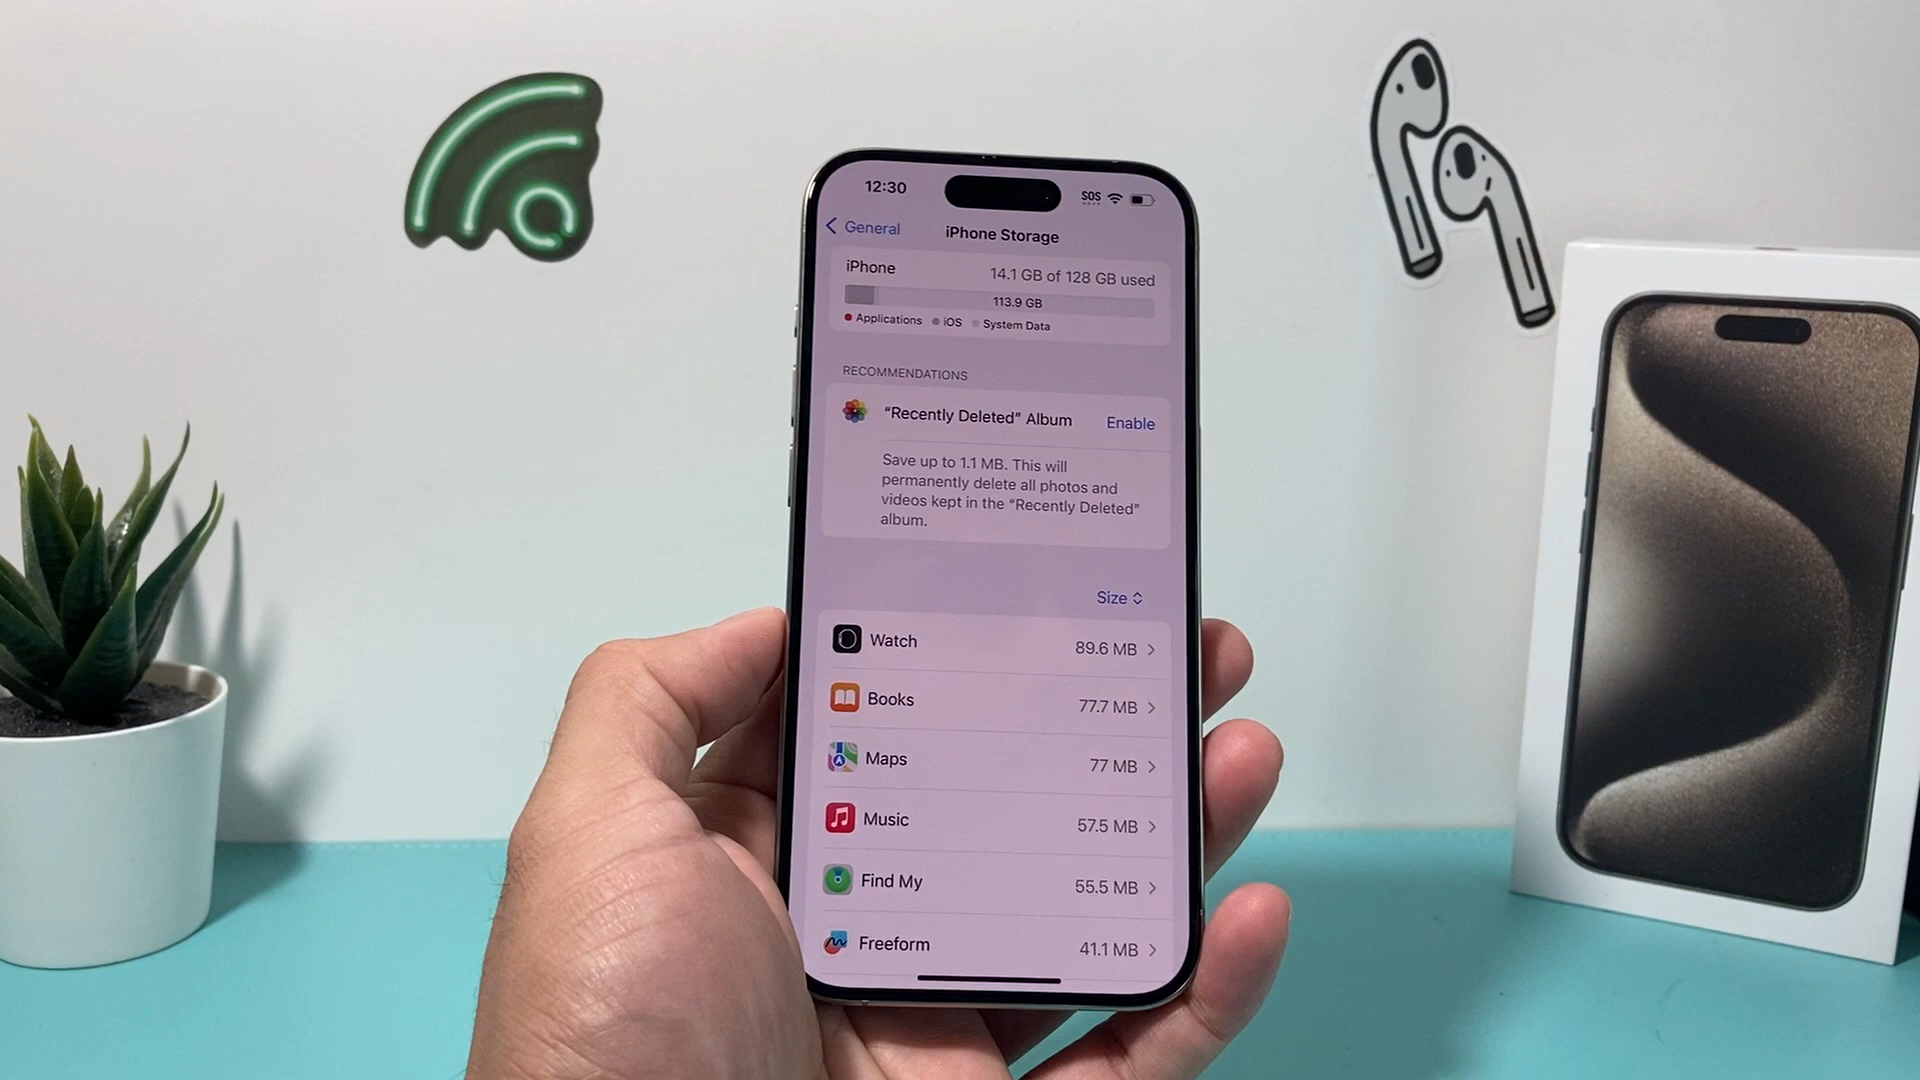 12:30
SOS
General
iPhone Storage
iPhone
14.1 GB of 128 GB used
113.9 GB
Applications
iOS
System Data
RECOMMENDATIONS
“Recently Deleted” Album
Enable
Save up to 1.1 MB. This will
permanently delete all photos and
videos kept in the “Recently Deleted”
album.
Size
Watch
89.6 MB
Books
77.7 MB
Maps
77 MB
Music
57.5 MB
Find My
55.5 MB
Freeform
41.1 MB